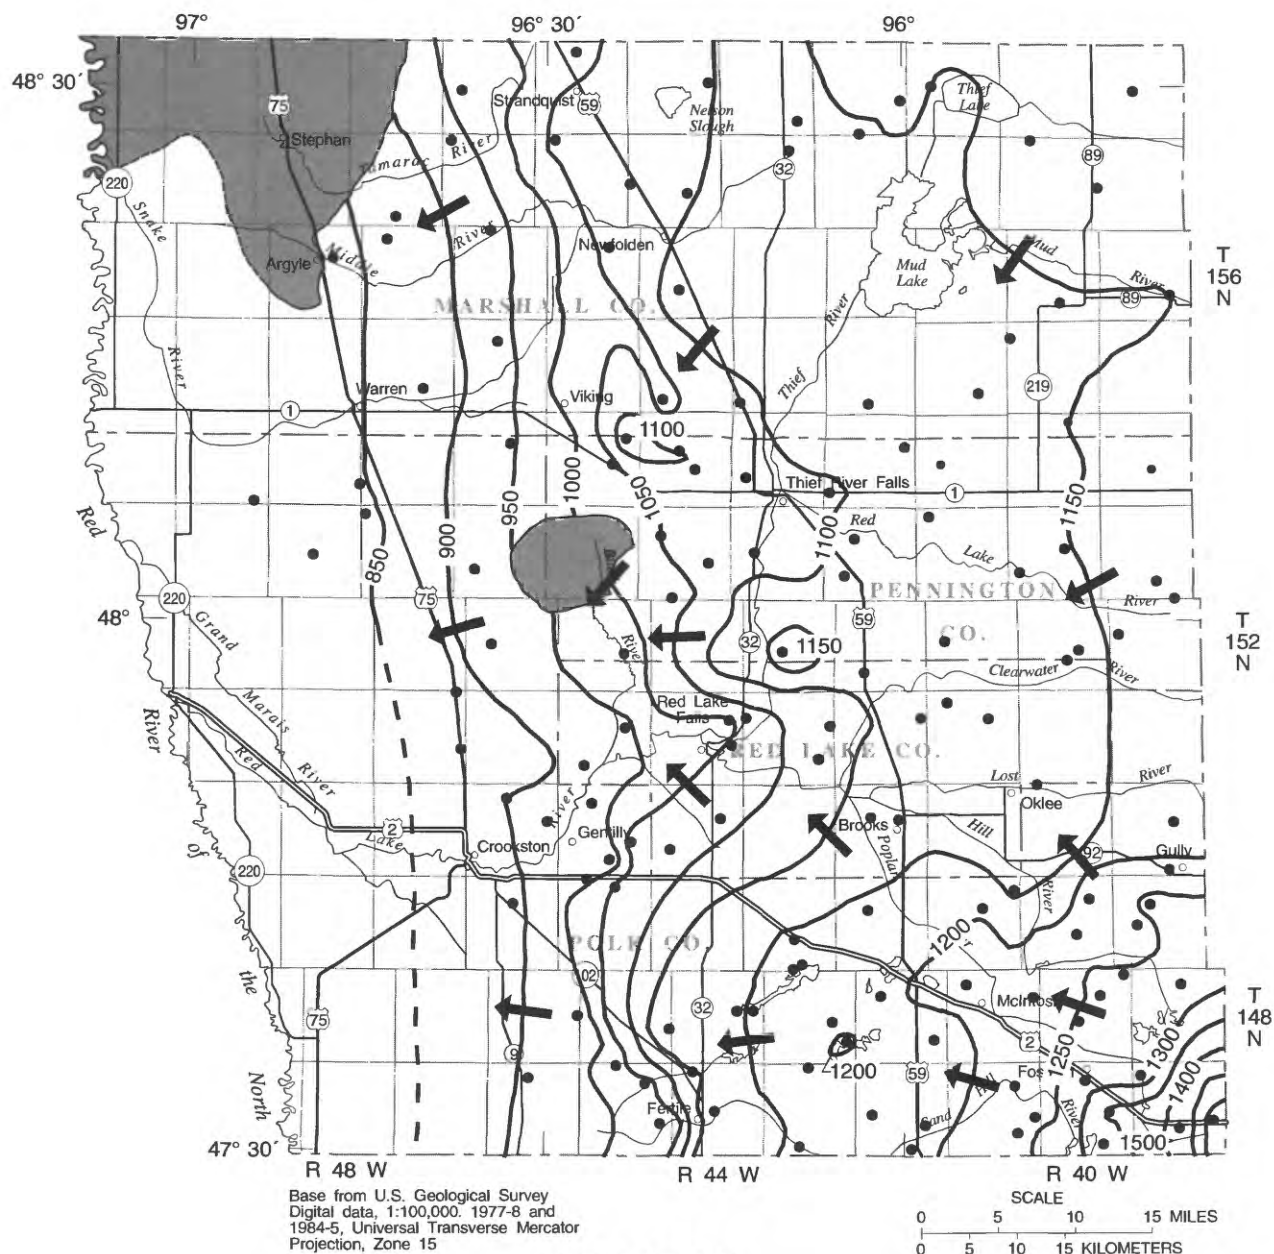 97°
96° 30´
96°
48° 30´
75
Strandquist
59
Nelson
Slough
Thief
Lake
Stephan
Tamarac
River
32
89
220
Snake
River
Newfolden
Middle
River
Argyle
Mud
Lake
Mud
River
T
156
N
MARSHALL CO.
89
River
219
Thief
Warren
Viking
1
1100
1000
1050
950
Thief River Falls
1
1150
Red
850
900
1100
Red
Lake
River
PENNINGTON
CO.
48°
220
75
Grand
Marais
River
River
32
1150
59
T
152
N
Clearwater
River
Red Lake
Falls
RED LAKE CO.
River
Red
Lost
River
Oklee
2
River
Lake
Crookston
Gentilly
Brooks
Hill
River
Poplar
92
Gully
of
220
the
POLK CO.
1200
02
32
McIntosh
T
148
N
75
9
1200
59
2
1250
1300
1400
Fos
North
Fertile
Sand
Hill
River
1500
47° 30´
R 48 W
R 44 W
R 40 W
Base from U.S. Geological Survey
Digital data, 1:100,000. 1977-8 and
1984-5, Universal Transverse Mercator
Projection, Zone 15
SCALE
0 5 10 15 MILES
0 5 10 15 KILOMETERS